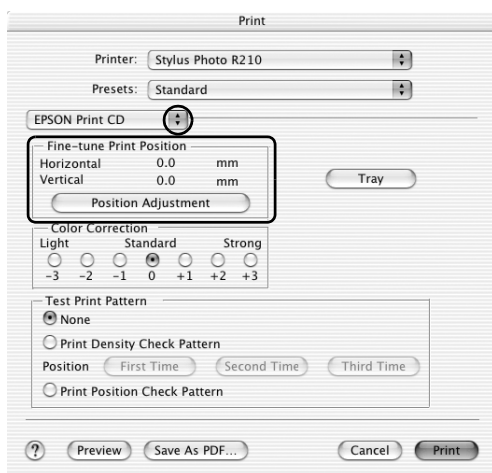 Print
Printer: Stylus Photo R210
Presets: Standard
EPSON Print CD
Fine-tune Print Position
Horizontal 0.0 mm
Vertical 0.0 mm
Tray
Position Adjustment
Color Correction
Light Standard Strong
-3 -2 -1 0 +1 +2 +3
Test Print Pattern
None
Print Density Check Pattern
Position First Time Second Time Third Time
Print Position Check Pattern
? Preview Save As PDF... Cancel Print